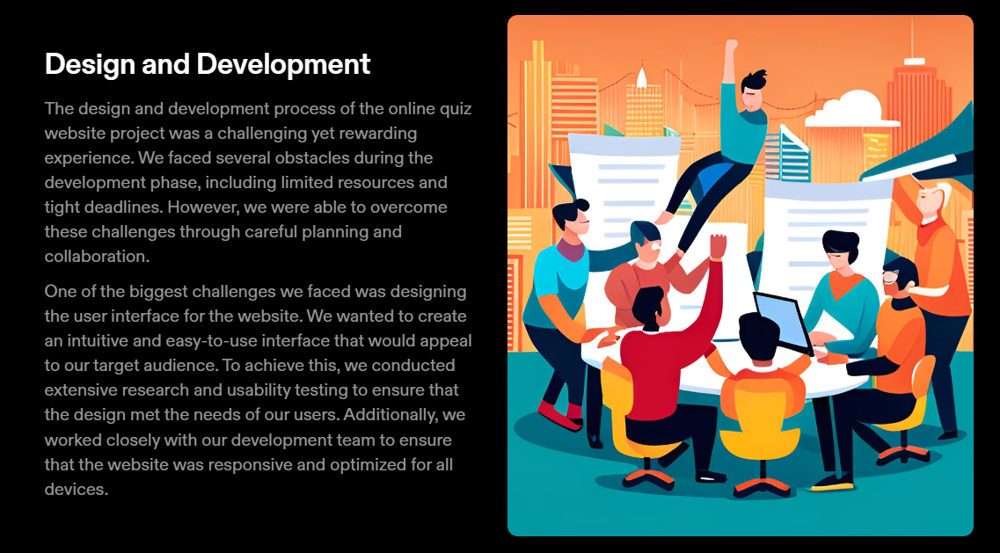 Design and Development
The design and development process of the online quiz
website project was a challenging yet rewarding
experience. We faced several obstacles during the
development phase, including limited resources and
tight deadlines. However, we were able to overcome
these challenges through careful planning and
collaboration.
One of the biggest challenges we faced was designing
the user interface for the website. We wanted to create
an intuitive and easy-to-use interface that would appeal
to our target audience. To achieve this, we conducted
extensive research and usability testing to ensure that
the design met the needs of our users. Additionally, we
worked closely with our development team to ensure
that the website was responsive and optimized for all
devices.